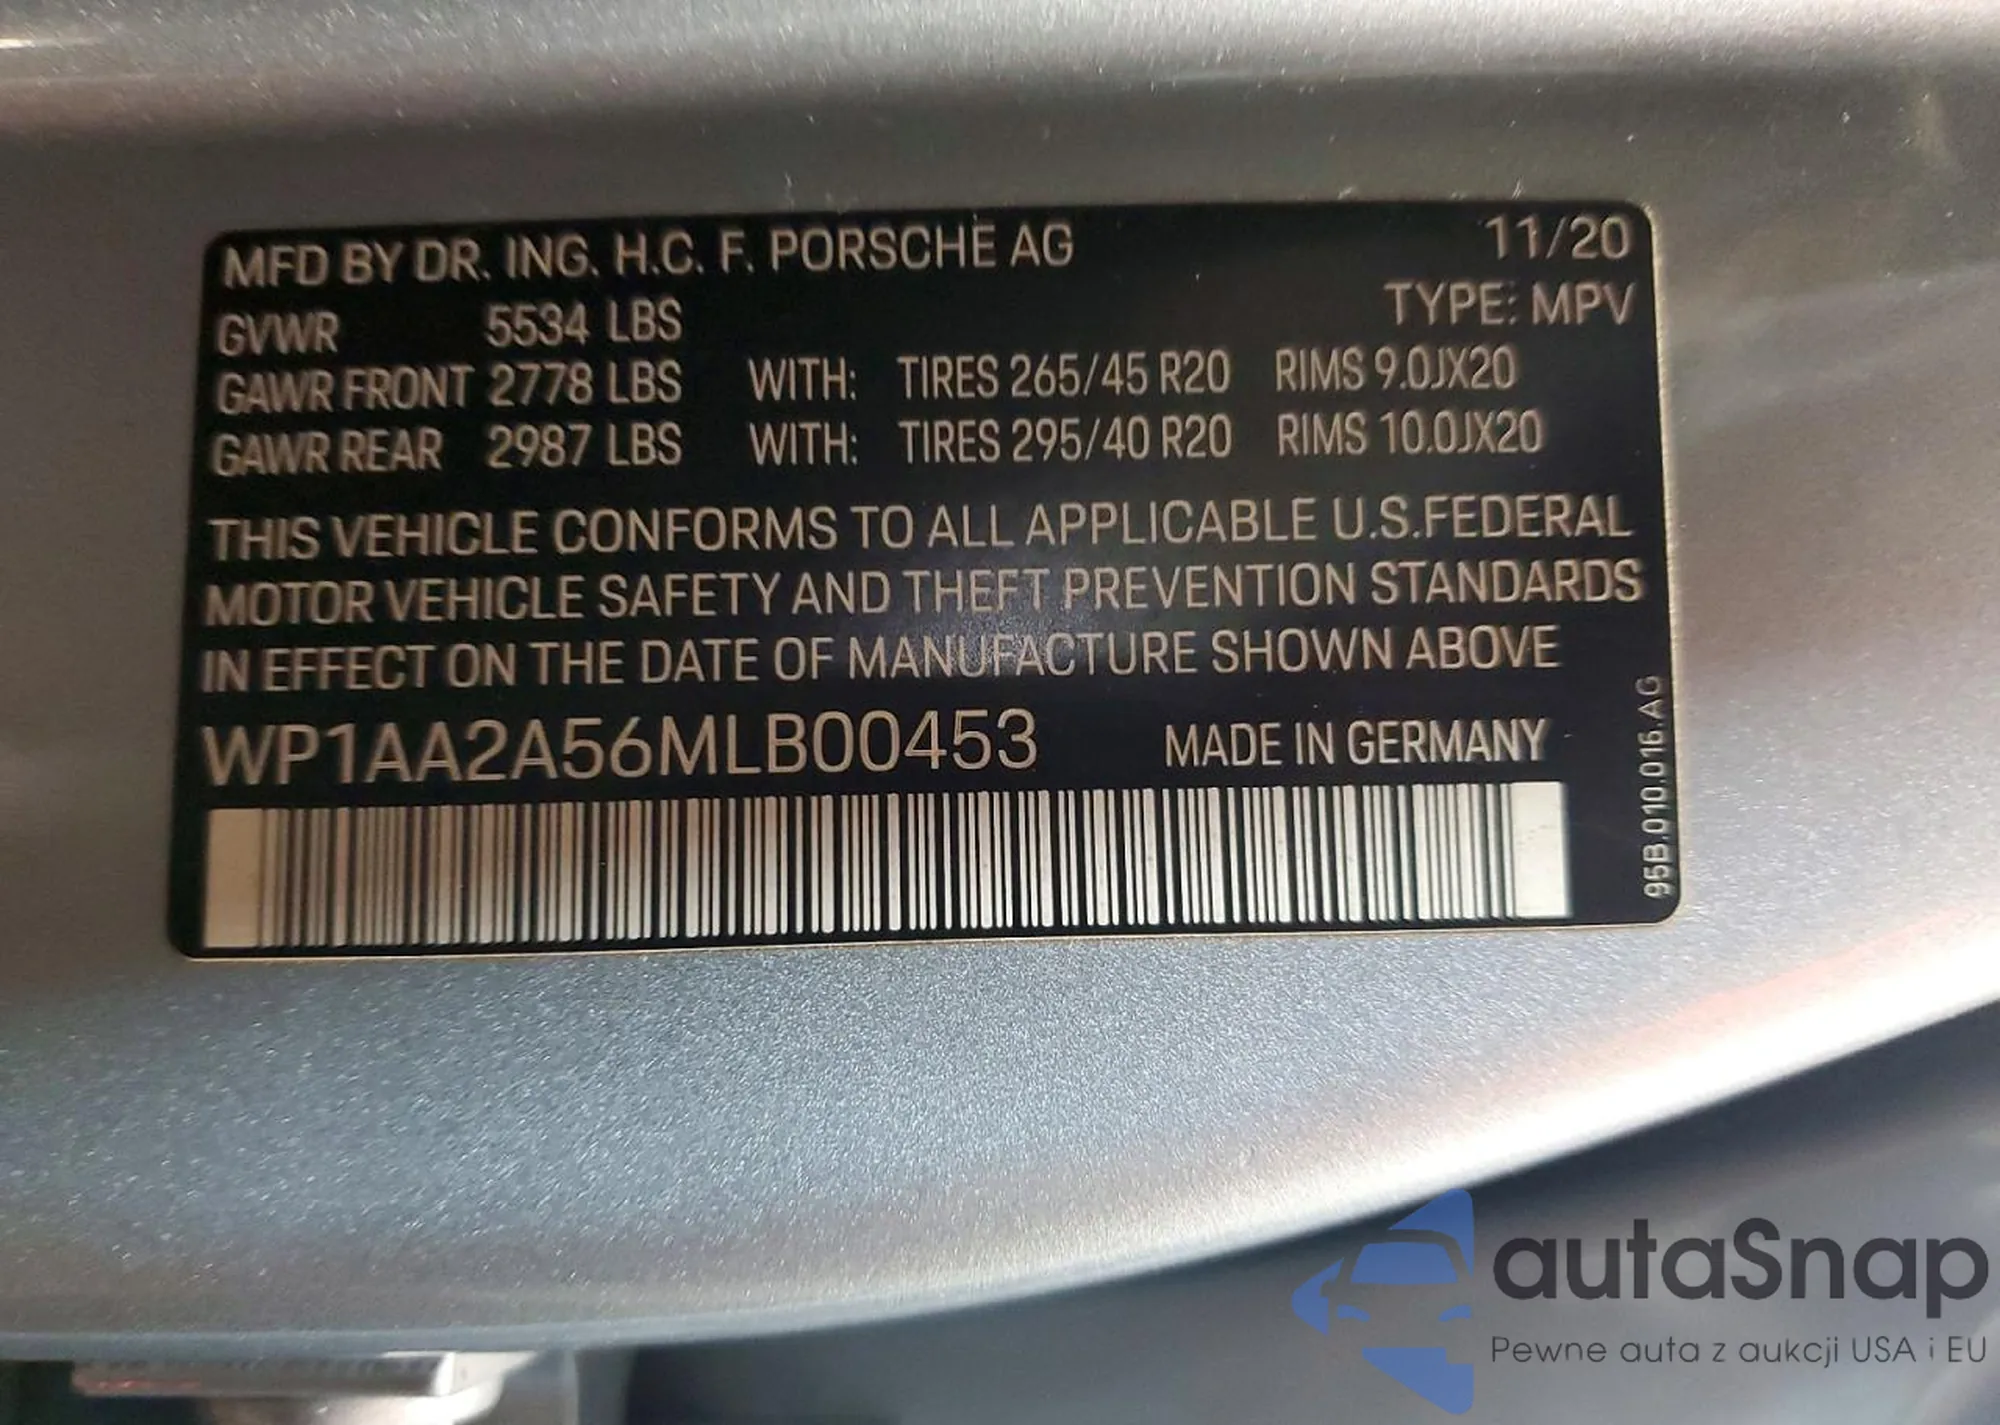 MFD BY DR. ING. H.C. F. PORSCHE AG 11/20
GVWR 5534 LBS TYPE: MPV
GAWR FRONT 2778 LBS WITH: TIRES 265/45 R20 RIMS 9.0JX20
GAWR REAR 2987 LBS WITH: TIRES 295/40 R20 RIMS 10.0JX20
THIS VEHICLE CONFORMS TO ALL APPLICABLE U.S.FEDERAL
MOTOR VEHICLE SAFETY AND THEFT PREVENTION STANDARDS
IN EFFECT ON THE DATE OF MANUFACTURE SHOWN ABOVE
WP1AA2A56MLB00453 MADE IN GERMANY
95B.010.016.AG
autaSnap
Pewne auta z aukcji USA i EU